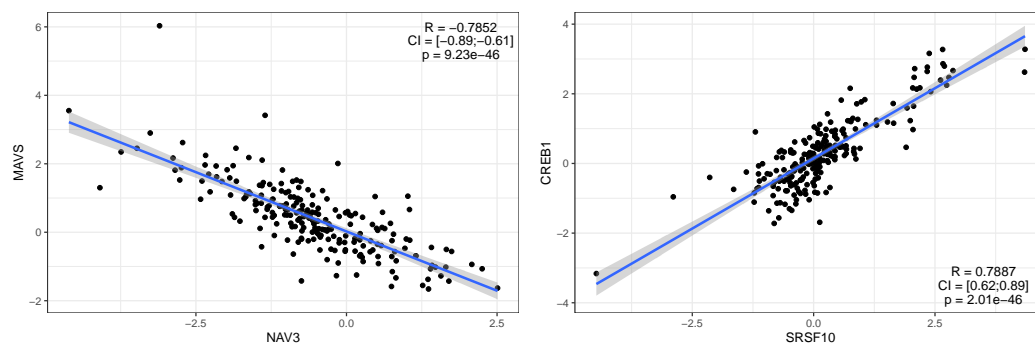 R = −0.7852
CI = [−0.89;−0.61]
p = 9.23e−46
6
4
2
0
−2
MAVS
−2.5
0.0
2.5
NAV3
4
2
0
−2
−4
CREB1
R = 0.7887
CI = [0.62;0.89]
p = 2.01e−46
−2.5
0.0
2.5
SRSF10